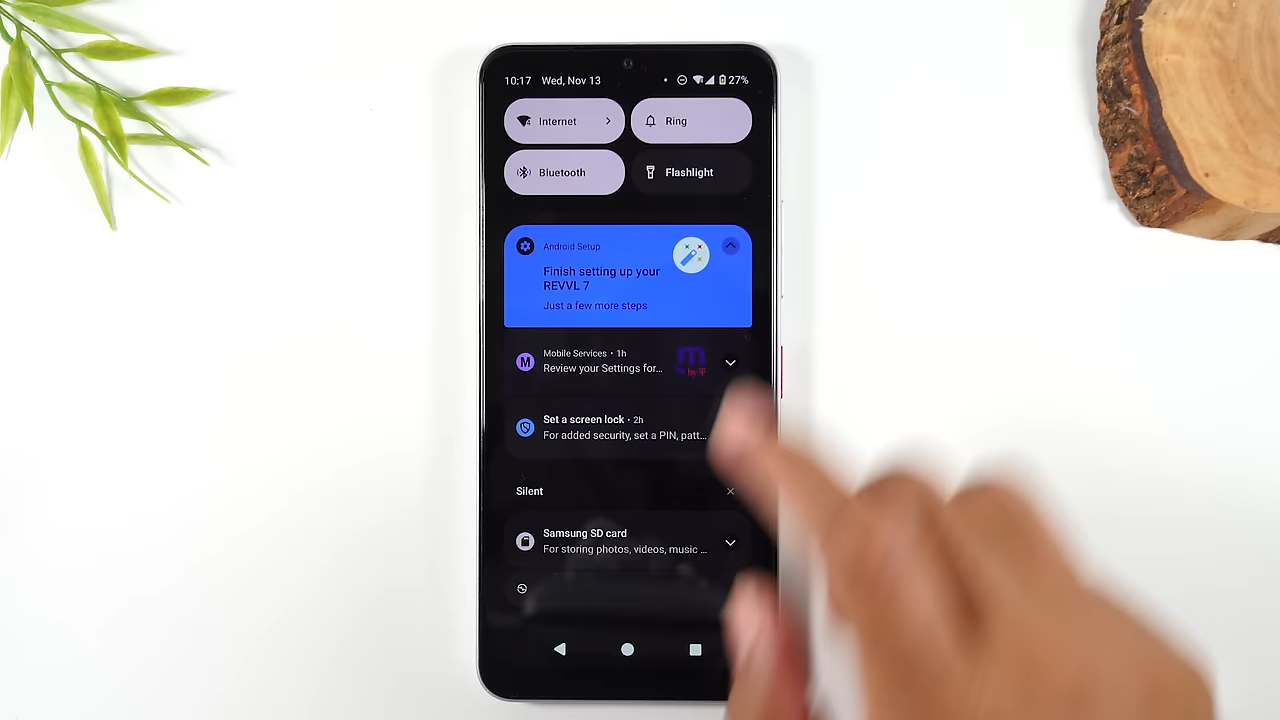 10:17 Wed, Nov 13 27%
Internet Ring
Bluetooth Flashlight
Android Setup
Finish setting up your
REVVL 7
Just a few more steps
M Mobile Services • 1h
Review your Settings for...
m
by T
Set a screen lock • 2h
For added security, set a PIN, patt...
Silent
Samsung SD card
For storing photos, videos, music ...